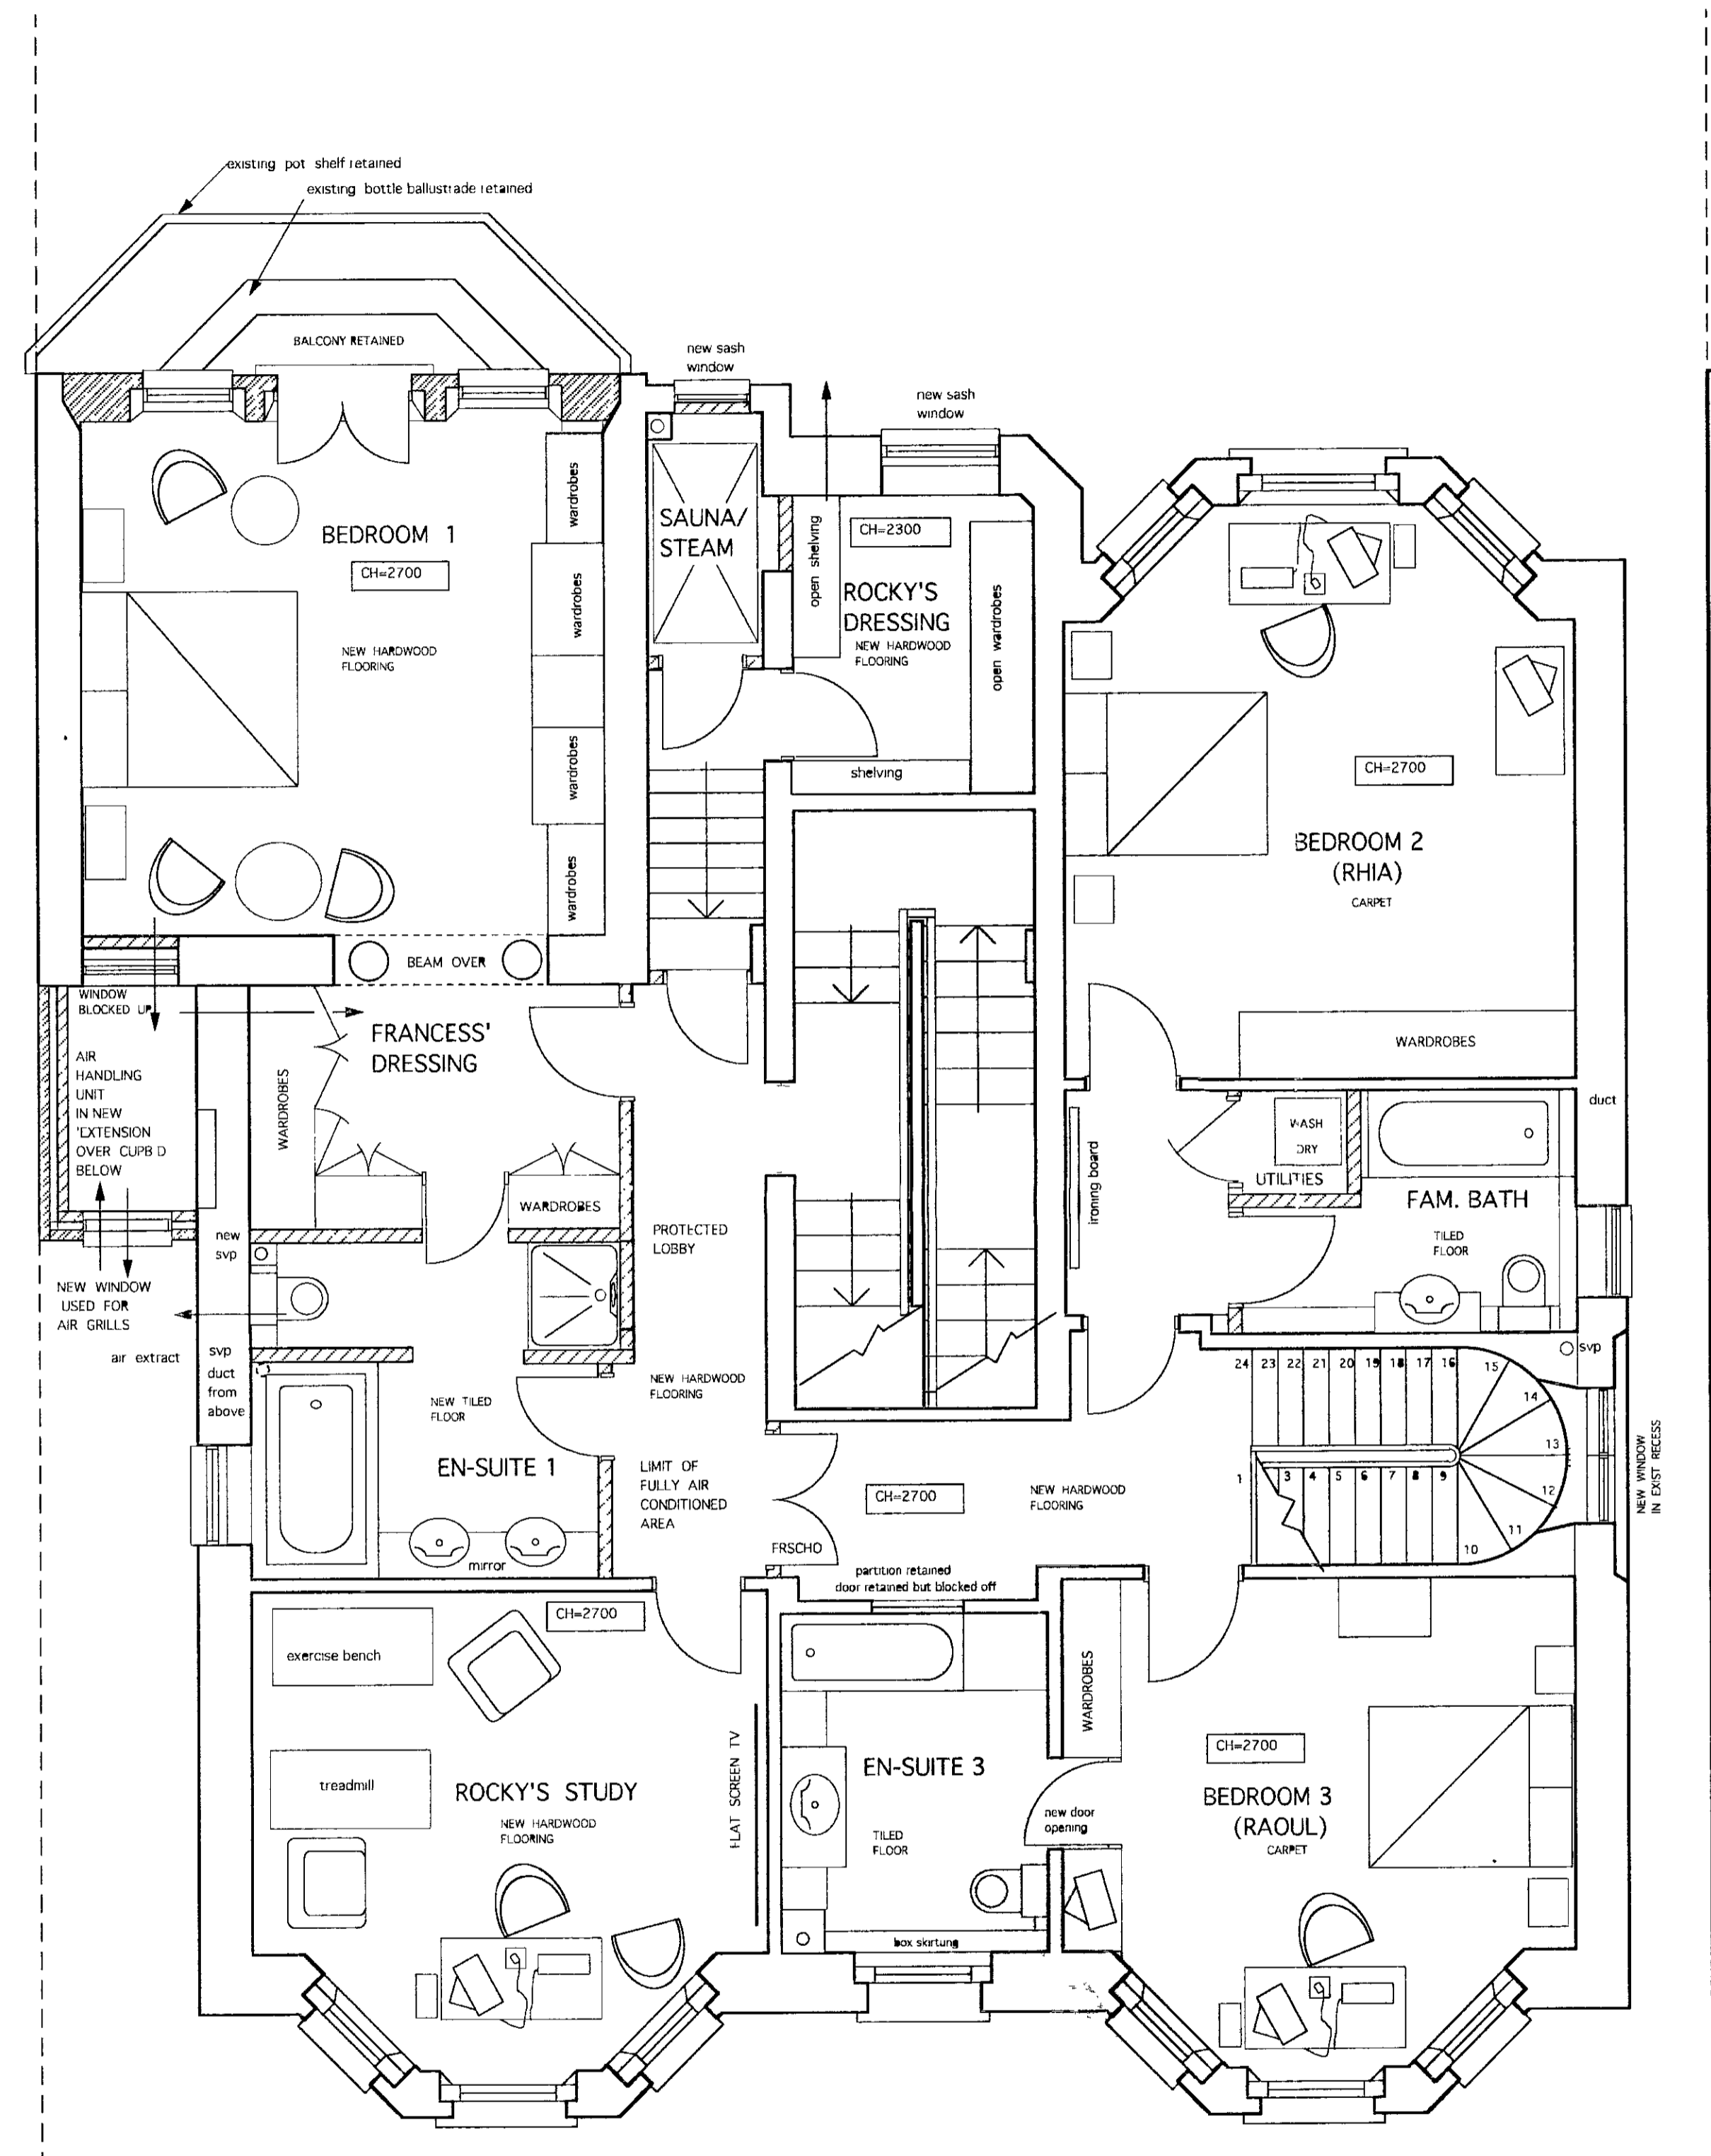 existing pot shelf retained
existing bottle ballustrade retained
BALCONY RETAINED
new sash
window
new sash
window
BEDROOM 1
CH=2700
NEW HARDWOOD
FLOORING
wardrobes
wardrobes
wardrobes
wardrobes
SAUNA/
STEAM
open shelving
CH=2300
ROCKY'S
DRESSING
NEW HARDWOOD
FLOORING
open wardrobes
shelving
CH=2700
BEDROOM 2
(RHIA)
CARPET
WARDROBES
BEAM OVER
WINDOW
BLOCKED UP
AIR
HANDLING
UNIT
IN NEW
'EXTENSION
OVER CUPB D
BELOW
FRANCESS'
DRESSING
WARDROBES
WARDROBES
new
svp
NEW WINDOW
USED FOR
AIR GRILLS
air extract
svp
duct
from
above
PROTECTED
LOBBY
NEW HARDWOOD
FLOORING
ironing board
WASH
DRY
UTILITIES
duct
FAM. BATH
TILED
FLOOR
svp
NEW TILED
FLOOR
EN-SUITE 1
mirror
LIMIT OF
FULLY AIR
CONDITIONED
AREA
FRSCHO
CH=2700
NEW HARDWOOD
FLOORING
24 23 22 21 20 19 18 17 16 15
14
13
12
11
10
1 3 4 5 6 7 8 9
NEW WINDOW
IN EXIST RECESS
partition retained
door retained but blocked off
CH=2700
exercise bench
treadmill
ROCKY'S STUDY
NEW HARDWOOD
FLOORING
FLAT SCREEN TV
EN-SUITE 3
TILED
FLOOR
box skirtung
WARDROBES
new door
opening
CH=2700
BEDROOM 3
(RAOUL)
CARPET